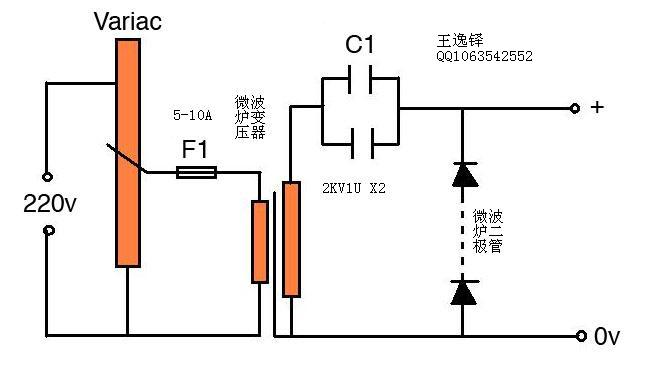 Variac
C1
王逸铎
QQ1063542552
5-10A
微波
炉变
压器
F1
+
220v
2KV1U X2
微波
炉二
极管
0v